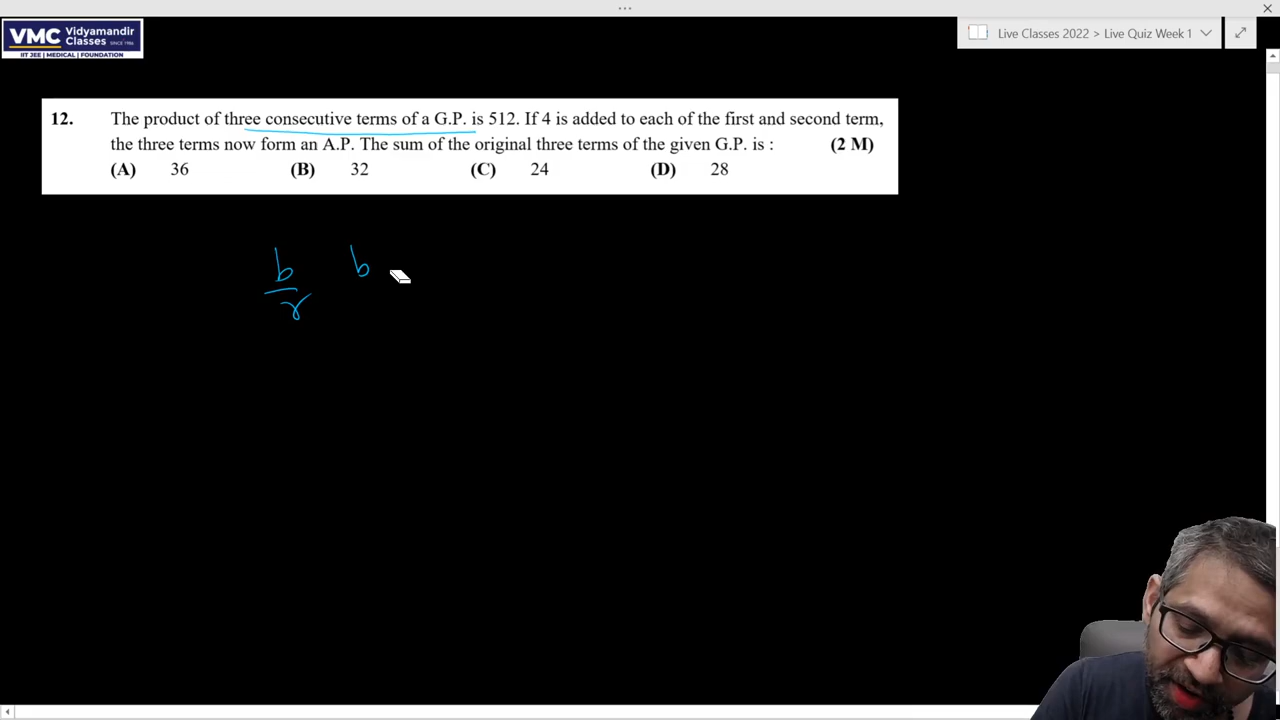 VMC Vidyamandir Classes SINCE 1986
IIT JEE | MEDICAL | FOUNDATION
Live Classes 2022 > Live Quiz Week 1
12. The product of three consecutive terms of a G.P. is 512. If 4 is added to each of the first and second term,
the three terms now form an A.P. The sum of the original three terms of the given G.P. is : (2 M)
(A) 36 (B) 32 (C) 24 (D) 28
b b
r